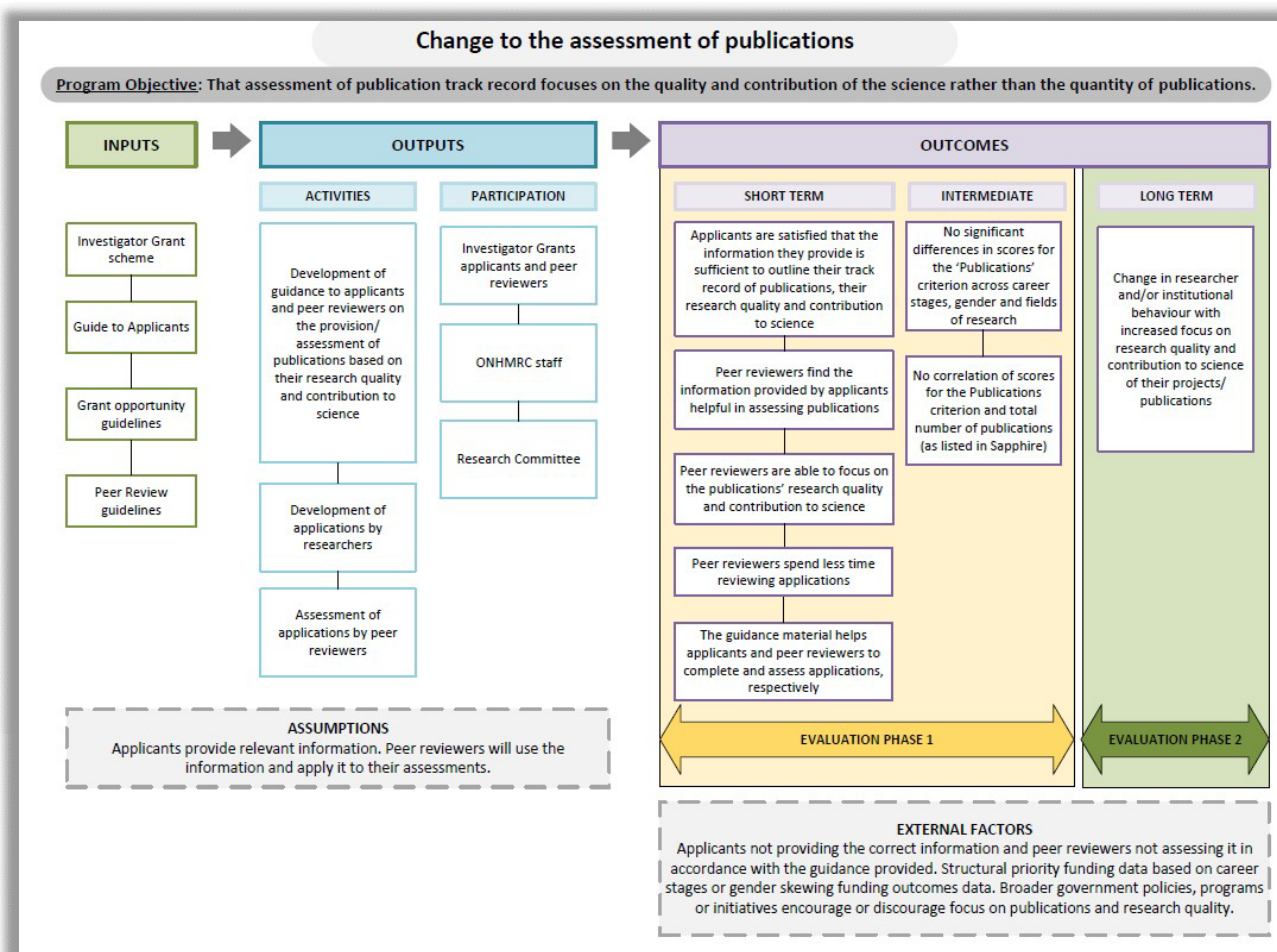 Change to the assessment of publications
Program Objective: That assessment of publication track record focuses on the quality and contribution of the science rather than the quantity of publications.
INPUTS
OUTPUTS
OUTCOMES
ACTIVITIES
PARTICIPATION
SHORT TERM
INTERMEDIATE
LONG TERM
Investigator Grant
scheme
Guide to Applicants
Grant opportunity
guidelines
Peer Review
guidelines
Development of
guidance to applicants
and peer reviewers on
the provision/
assessment of
publications based on
their research quality
and contribution to
science
Development of
applications by
researchers
Assessment of
applications by peer
reviewers
Investigator Grants
applicants and peer
reviewers
ONHMRC staff
Research Committee
Applicants are satisfied that the
information they provide is
sufficient to outline their track
record of publications, their
research quality and contribution
to science
Peer reviewers find the
information provided by applicants
helpful in assessing publications
Peer reviewers are able to focus on
the publications' research quality
and contribution to science
Peer reviewers spend less time
reviewing applications
The guidance material helps
applicants and peer reviewers to
complete and assess applications,
respectively
No significant
differences in scores for
the 'Publications'
criterion across career
stages, gender and fields
of research
No correlation of scores
for the Publications
criterion and total
number of publications
(as listed in Sapphire)
Change in researcher
and/or institutional
behaviour with
increased focus on
research quality and
contribution to science
of their projects/
publications
EVALUATION PHASE 1
EVALUATION PHASE 2
ASSUMPTIONS
Applicants provide relevant information. Peer reviewers will use the
information and apply it to their assessments.
EXTERNAL FACTORS
Applicants not providing the correct information and peer reviewers not assessing it in
accordance with the guidance provided. Structural priority funding data based on career
stages or gender skewing funding outcomes data. Broader government policies, programs
or initiatives encourage or discourage focus on publications and research quality.